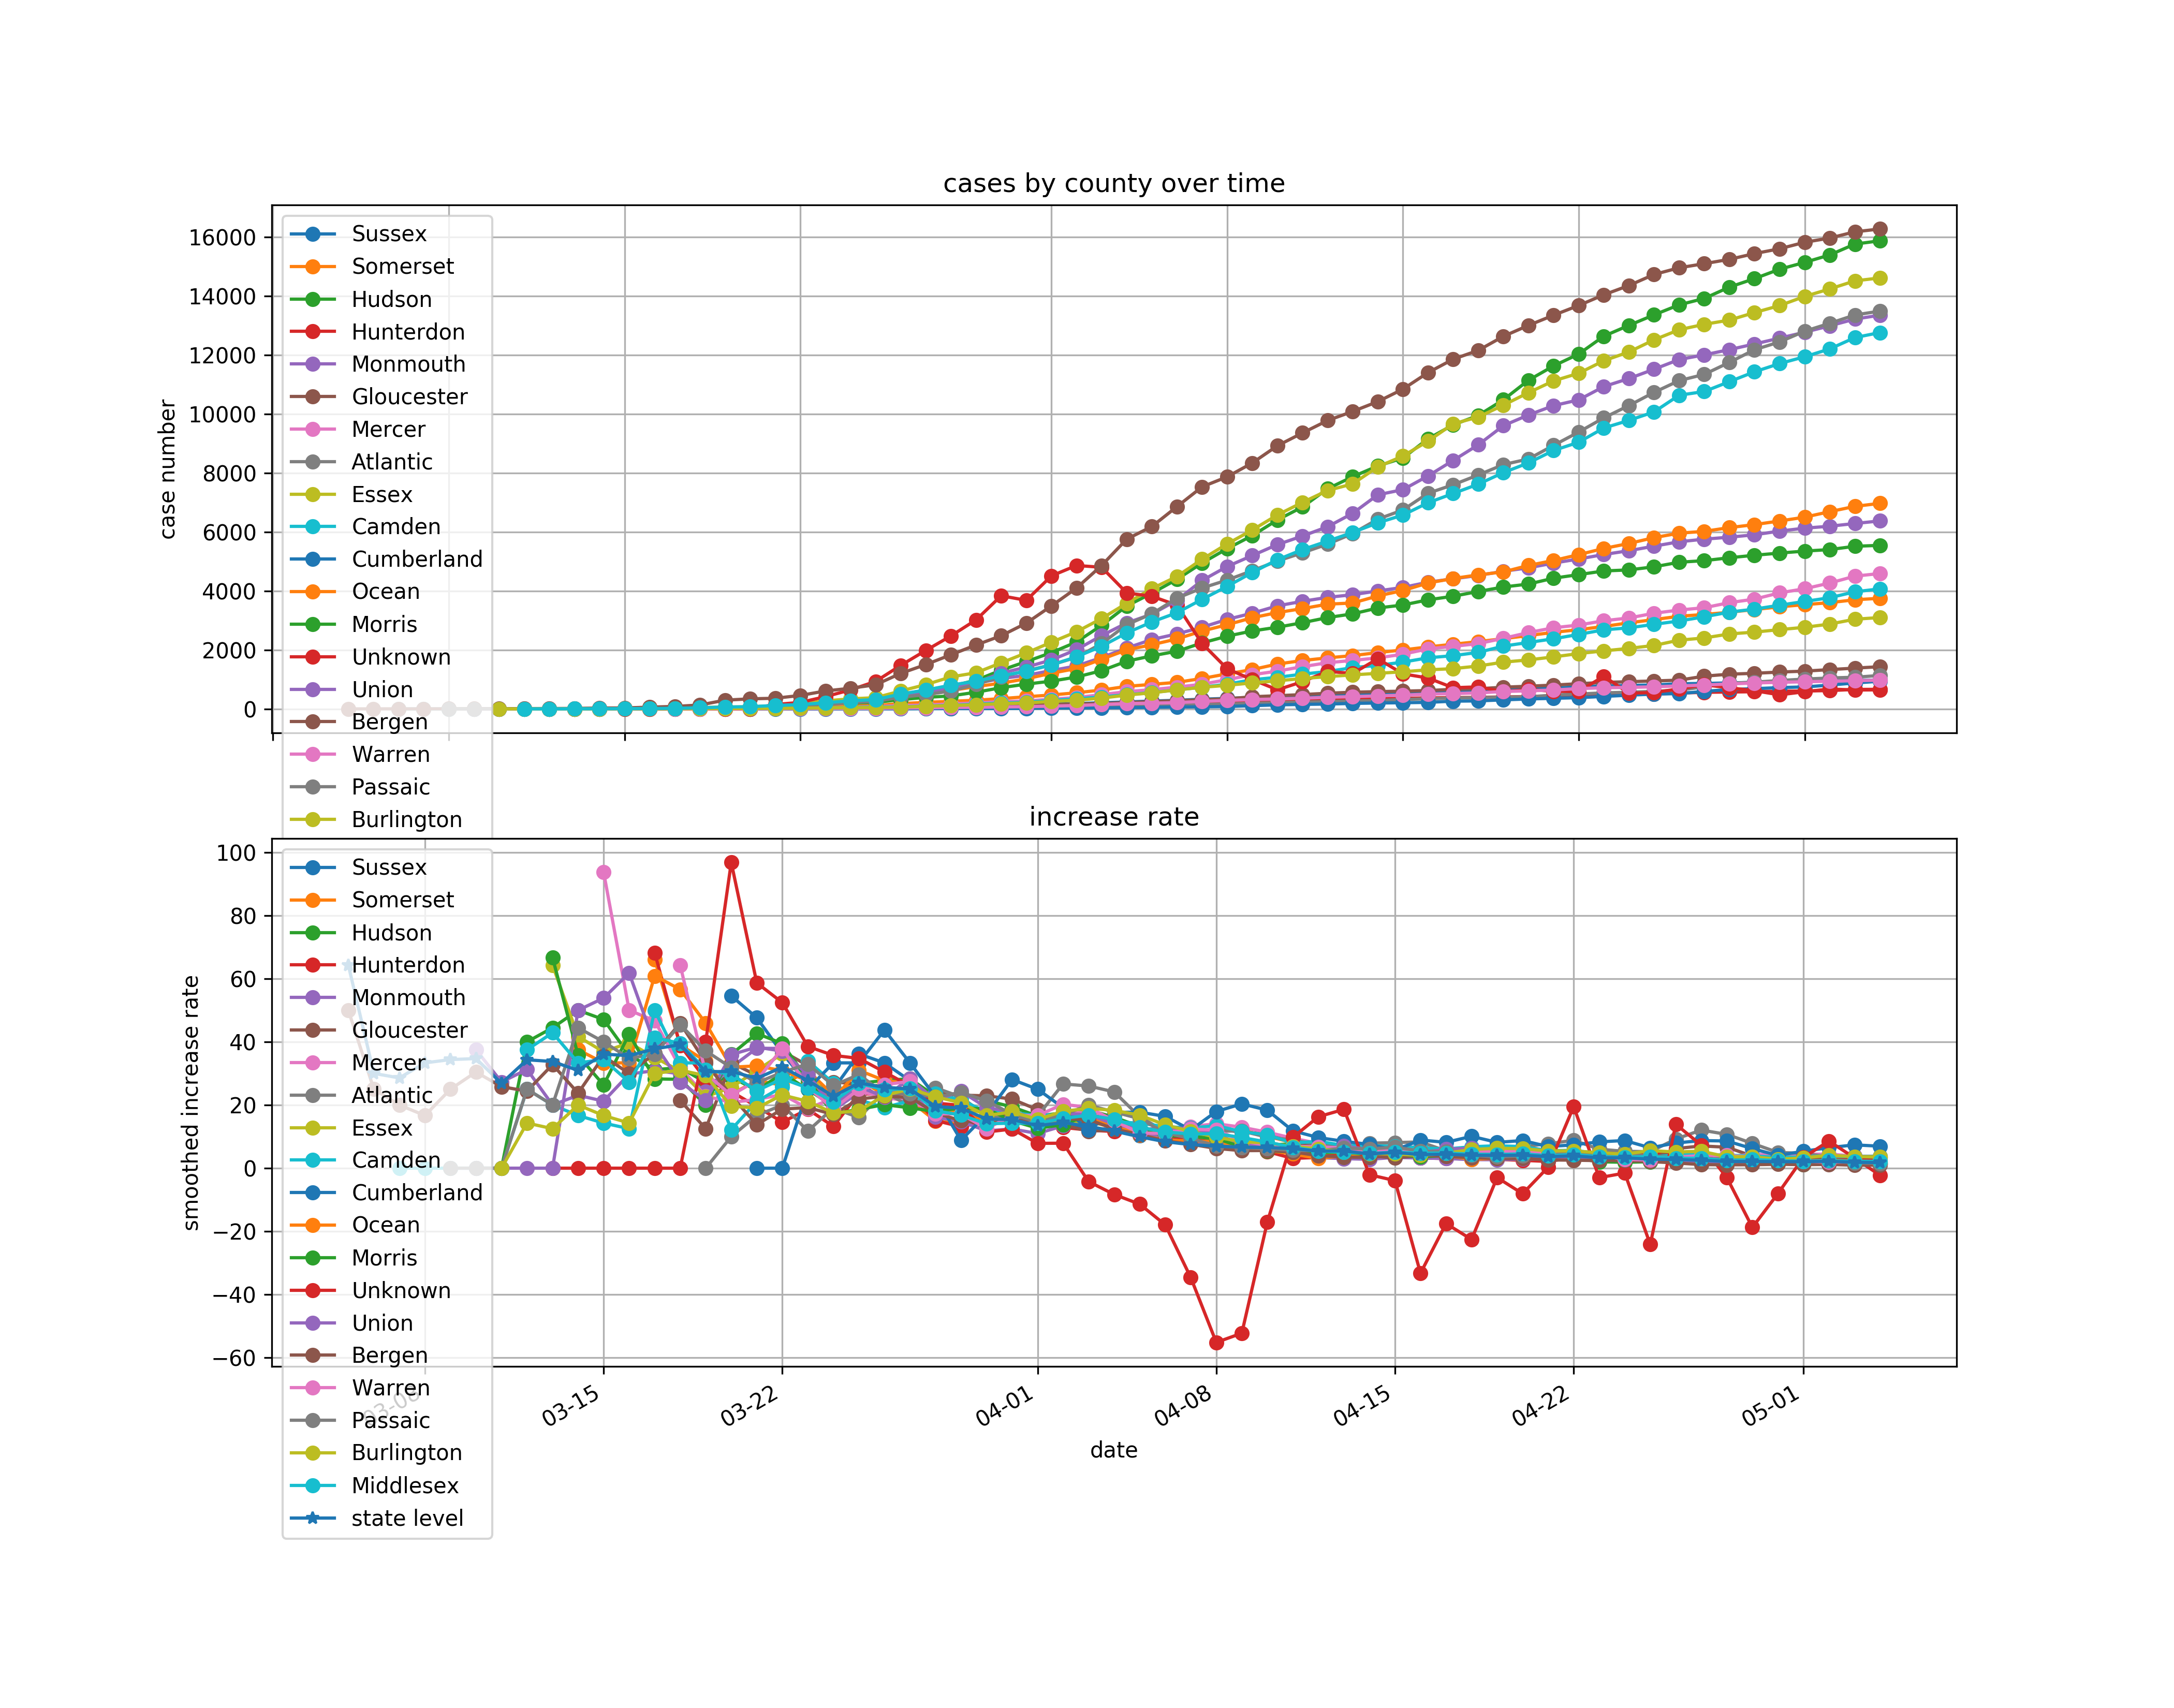 cases by county over time
16000
14000
12000
10000
8000
6000
4000
2000
0
case number
Sussex
Somerset
Hudson
Hunterdon
Monmouth
Gloucester
Mercer
Atlantic
Essex
Camden
Cumberland
Ocean
Morris
Unknown
Union
Bergen
Warren
Passaic
Burlington
increase rate
100
80
60
40
20
0
−20
−40
−60
smoothed increase rate
Sussex
Somerset
Hudson
Hunterdon
Monmouth
Gloucester
Mercer
Atlantic
Essex
Camden
Cumberland
Ocean
Morris
Unknown
Union
Bergen
Warren
Passaic
Burlington
Middlesex
state level
03-08
03-15
03-22
04-01
04-08
04-15
04-22
05-01
date